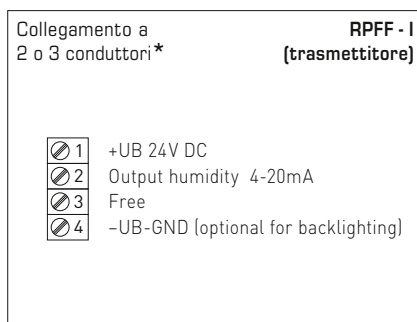 Collegamento a
2 o 3 conduttori*
RPFF - I
(trasmettitore)
1 +UB 24V DC
2 Output humidity 4-20mA
3 Free
4 –UB-GND (optional for backlighting)